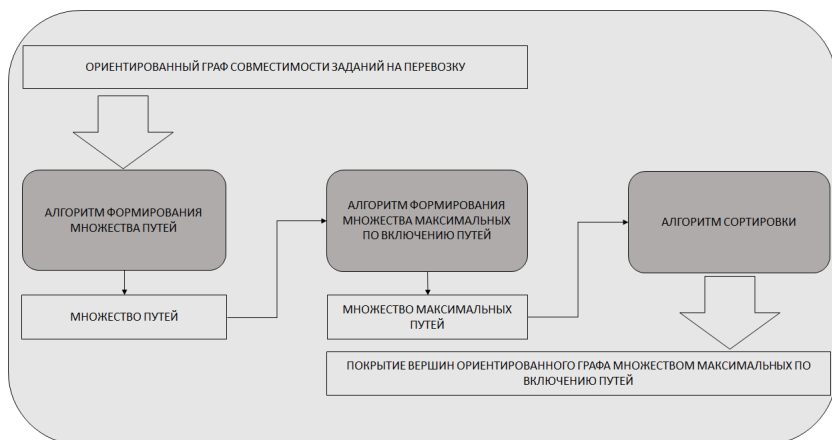 ОРИЕНТИРОВАННЫЙ ГРАФ СОВМЕСТИМОСТИ ЗАДАНИЙ НА ПЕРЕВОЗКУ
АЛГОРИТМ ФОРМИРОВАНИЯ
МНОЖЕСТВА ПУТЕЙ
АЛГОРИТМ ФОРМИРОВАНИЯ
МНОЖЕСТВА МАКСИМАЛЬНЫХ
ПО ВКЛЮЧЕНИЮ ПУТЕЙ
АЛГОРИТМ СОРТИРОВКИ
МНОЖЕСТВО ПУТЕЙ
МНОЖЕСТВО МАКСИМАЛЬНЫХ
ПУТЕЙ
ПОКРЫТИЕ ВЕРШИН ОРИЕНТИРОВАННОГО ГРАФА МНОЖЕСТВОМ МАКСИМАЛЬНЫХ ПО
ВКЛЮЧЕНИЮ ПУТЕЙ